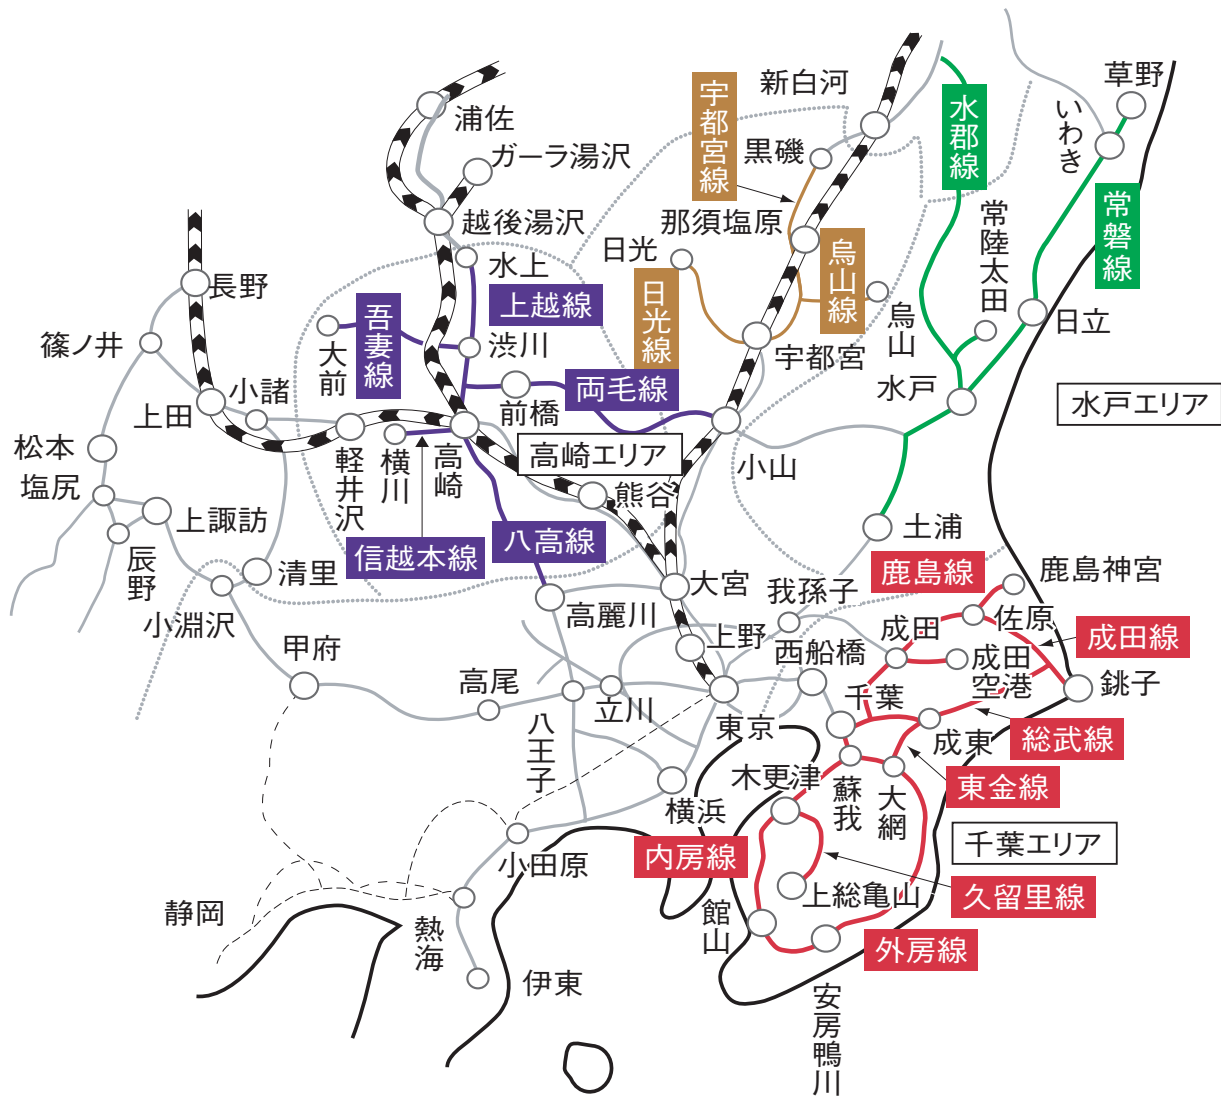 草野
新白河
いわき
宇都宮線
水郡線
浦佐
ガーラ湯沢
黒磯
常磐線
常陸太田
越後湯沢
那須塩原
日光
烏山線
水上
長野
上越線
日光線
吾妻線
烏山
日立
篠ノ井
大前
渋川
宇都宮
小諸
前橋
両毛線
水戸
水戸エリア
上田
松本
軽井沢
横川
高崎
高崎エリア
小山
塩尻
熊谷
上諏訪
信越本線
八高線
土浦
辰野
清里
鹿島線
鹿島神宮
小淵沢
高麗川
大宮
我孫子
佐原
成田
成田線
甲府
上野
西船橋
成田空港
高尾
立川
千葉
銚子
八王子
東京
成東
総武線
木更津
蘇我
大網
東金線
横浜
千葉エリア
小田原
内房線
上総亀山
久留里線
静岡
熱海
館山
外房線
伊東
安房鴨川